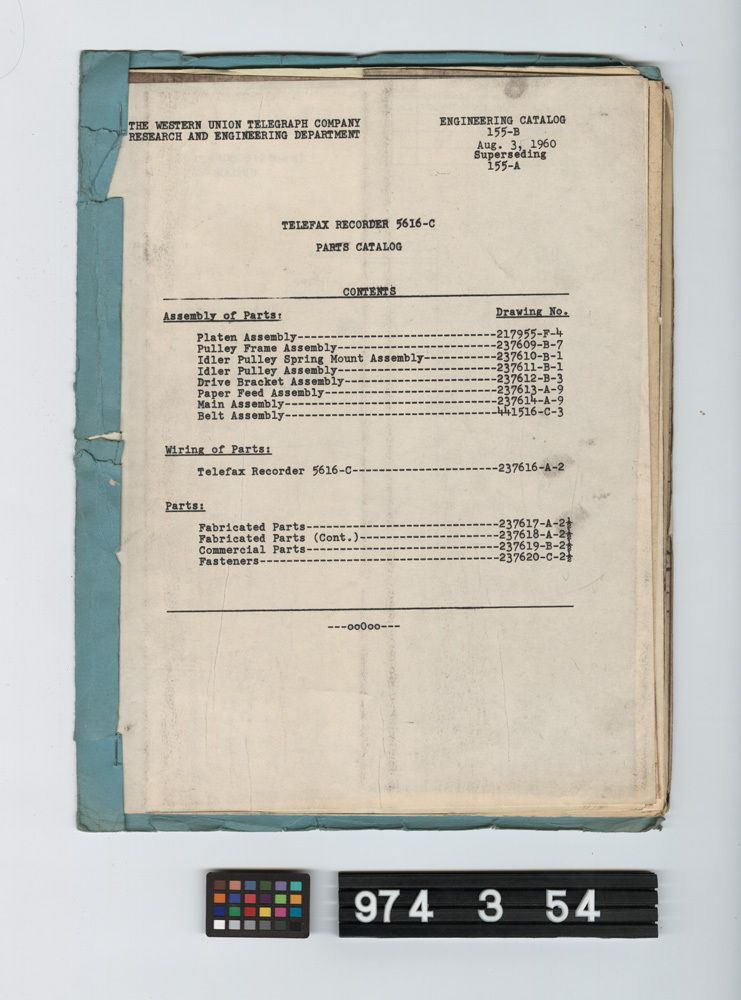 THE WESTERN UNION TELEGRAPH COMPANY
RESEARCH AND ENGINEERING DEPARTMENT
ENGINEERING CATALOG
155-B
Aug. 3, 1960
Superseding
155-A
TELEFAX RECORDER 5616-C
PARTS CATALOG
CONTENTS
Assembly of Parts: Drawing No.
Platen Assembly------------------------------217955-F-4
Pulley Frame Assembly------------------------237609-B-7
Idler Pulley Spring Mount Assembly-----------237610-B-1
Idler Pulley Assembly------------------------237611-B-1
Drive Bracket Assembly-----------------------237612-B-3
Paper Feed Assembly--------------------------237613-A-9
Main Assembly--------------------------------237614-A-9
Belt Assembly--------------------------------441516-C-3
Wiring of Parts:
Telefax Recorder 5616-C----------------------237616-A-2
Parts:
Fabricated Parts-----------------------------237617-A-2½
Fabricated Parts (Cont.)---------------------237618-A-2½
Commercial Parts-----------------------------237619-B-2½
Fasteners------------------------------------237620-C-2½
---ooOoo---
974 3 54